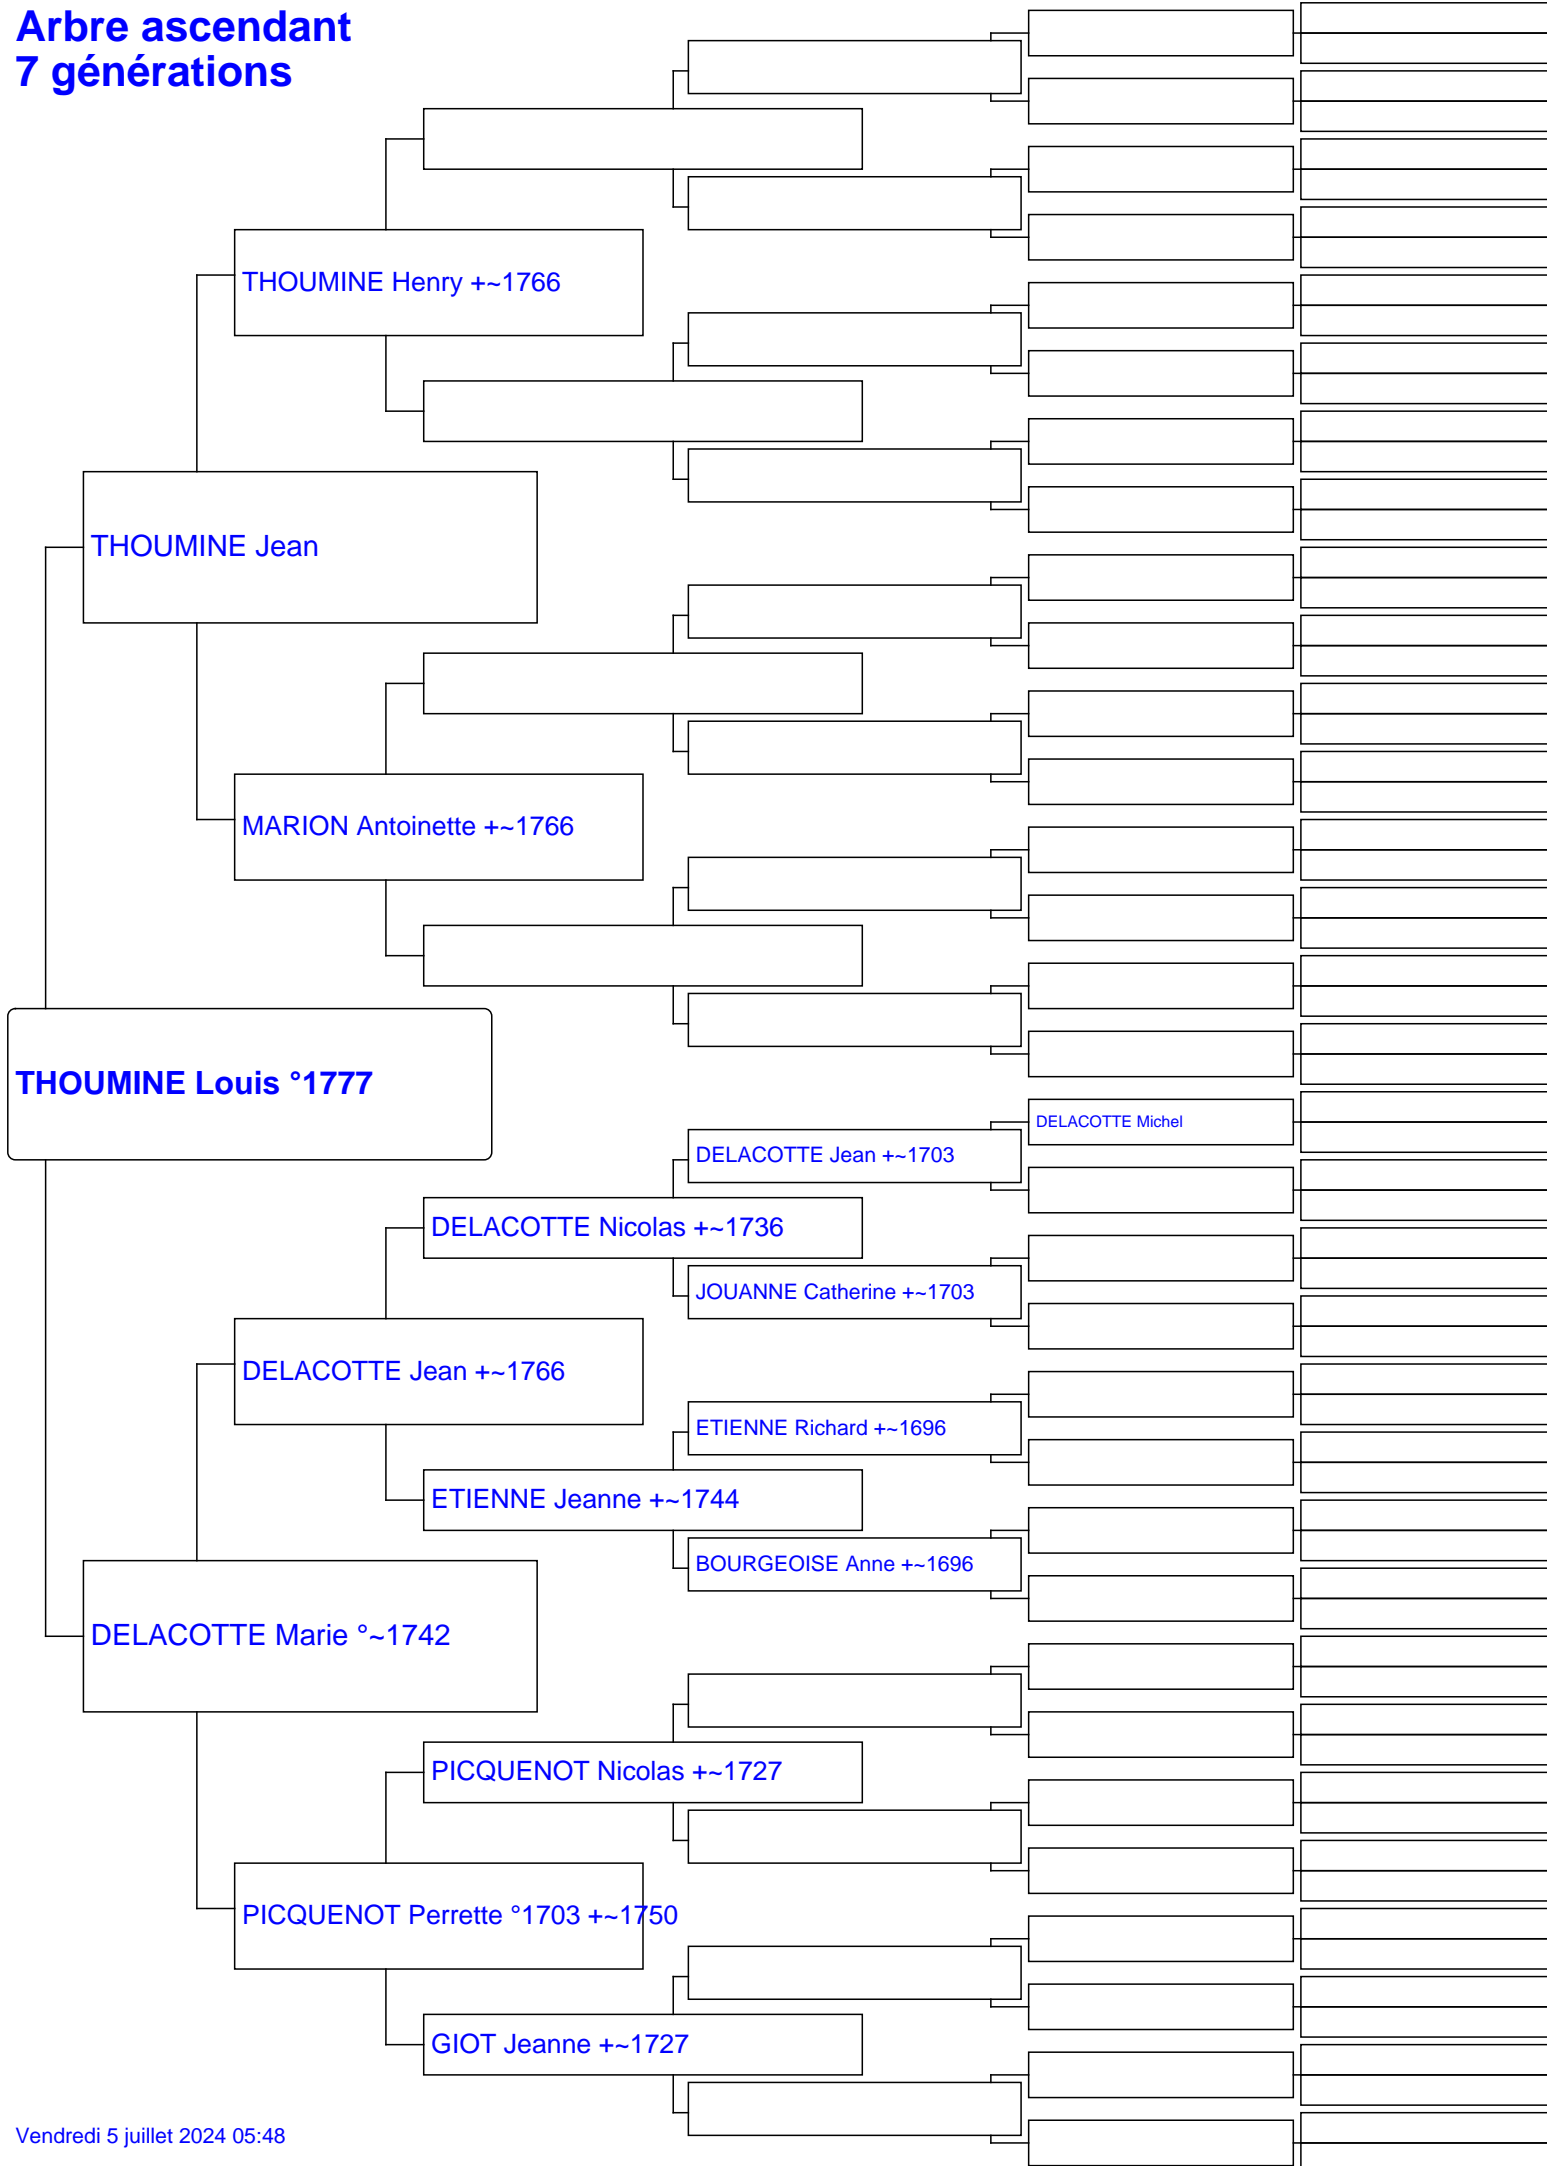 Arbre ascendant
7 générations
THOUMINE Henry +~1766
THOUMINE Jean
MARION Antoinette +~1766
THOUMINE Louis °1777
DELACOTTE Michel
DELACOTTE Jean +~1703
DELACOTTE Nicolas +~1736
JOUANNE Catherine +~1703
DELACOTTE Jean +~1766
ETIENNE Richard +~1696
ETIENNE Jeanne +~1744
BOURGEOISE Anne +~1696
DELACOTTE Marie °~1742
PICQUENOT Nicolas +~1727
PICQUENOT Perrette °1703 +~1750
GIOT Jeanne +~1727
Vendredi 5 juillet 2024 05:48